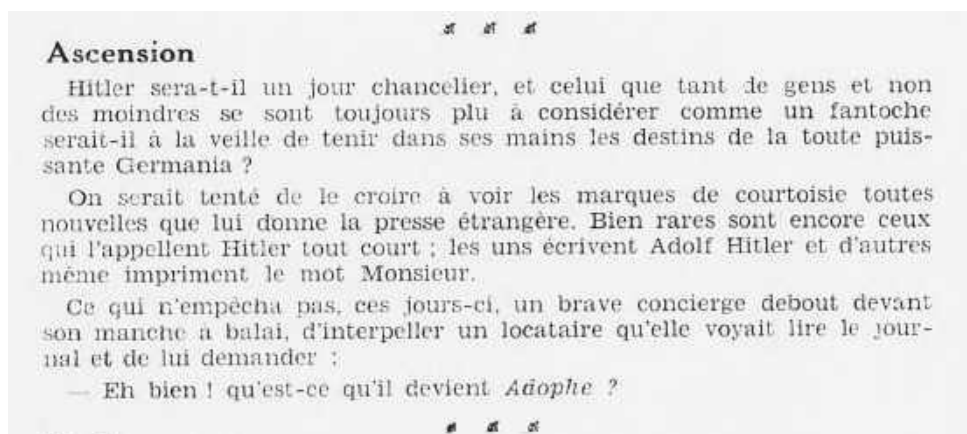 Ascension
Hitler sera-t-il un jour chancelier, et celui que tant de gens et non
des moindres se sont toujours plu à considérer comme un fantoche
serait-il à la veille de tenir dans ses mains les destins de la toute puis-
sante Germania ?
On serait tenté de le croire à voir les marques de courtoisie toutes
nouvelles que lui donne la presse étrangère. Bien rares sont encore ceux
qui l'appellent Hitler tout court ; les uns écrivent Adolf Hitler et d'autres
même impriment le mot Monsieur.
Ce qui n'empêcha pas, ces jours-ci, un brave concierge debout devant
son manche a balai, d'interpeller un locataire qu'elle voyait lire le jour-
nal et de lui demander :
— Eh bien ! qu'est-ce qu'il devient Adophe ?